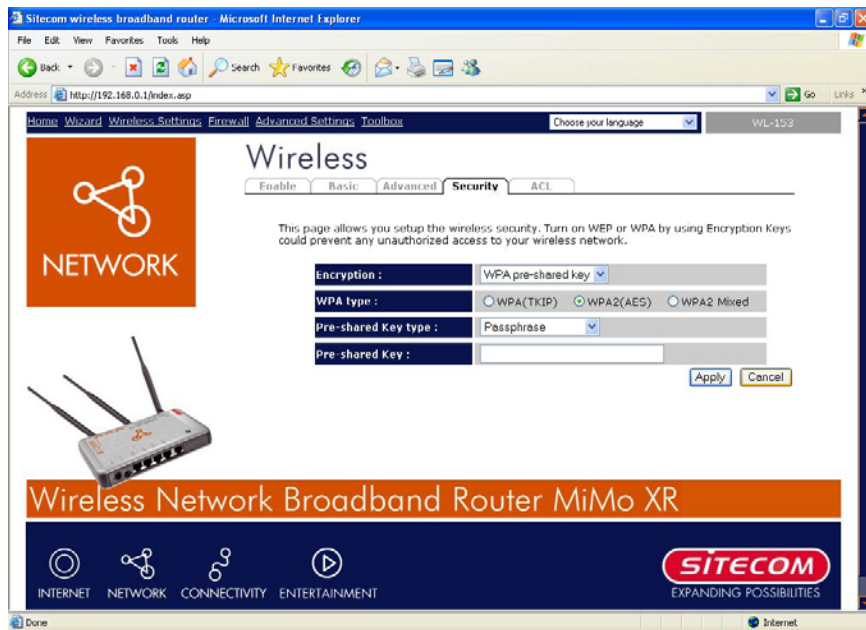 Sitecom wireless broadband router - Microsoft Internet Explorer
File Edit View Favorites Tools Help
Back Search Favorites
Address http://192.168.0.1/index.asp Go Links
Home Wizard Wireless Settings Firewall Advanced Settings Toolbox Choose your language WL-153
Wireless
Enable Basic Advanced Security ACL
This page allows you setup the wireless security. Turn on WEP or WPA by using Encryption Keys
could prevent any unauthorized access to your wireless network.
NETWORK
Encryption : WPA pre-shared key
WPA type : WPA(TKIP) WPA2(AES) WPA2 Mixed
Pre-shared Key type : Passphrase
Pre-shared Key :
Apply Cancel
Wireless Network Broadband Router MiMo XR
INTERNET NETWORK CONNECTIVITY ENTERTAINMENT
SITECOM
EXPANDING POSSIBILITIES
Done Internet